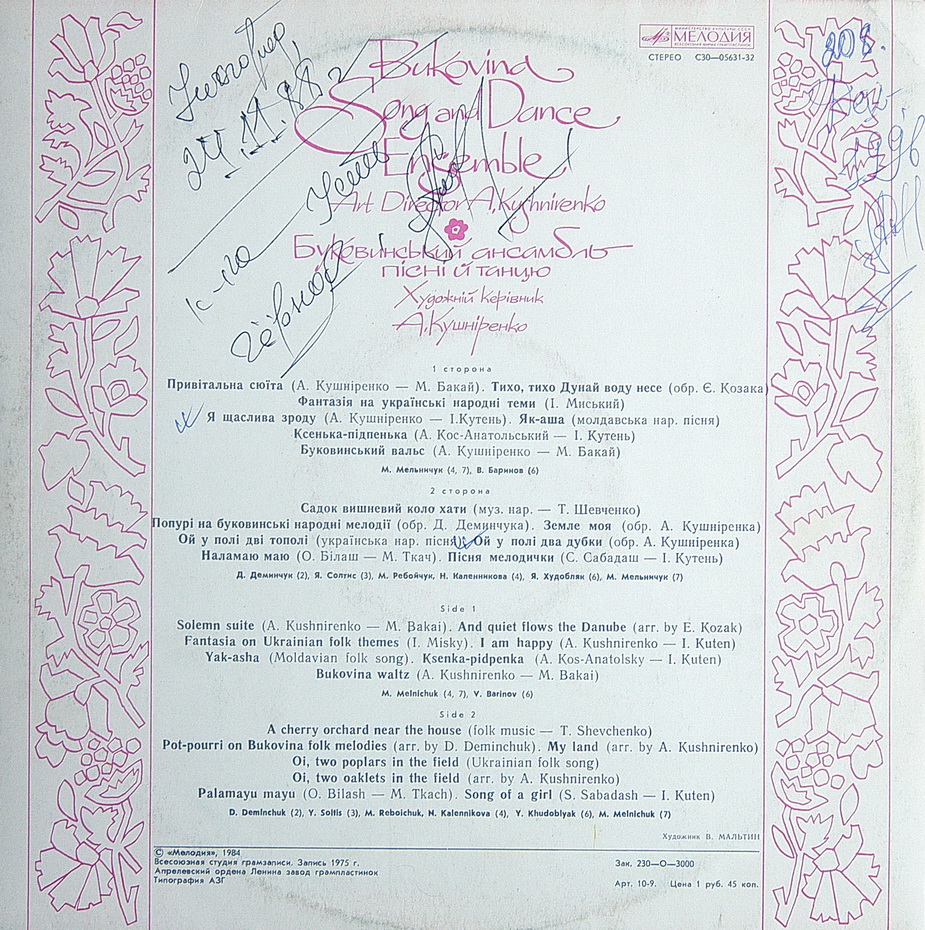 МИНИСТЕРСТВО КУЛЬТУРЫ СССР
МЕЛОДИЯ
ВСЕСОЮЗНАЯ ФИРМА ГРАМПЛАСТИНОК
СТЕРЕО С30—05631-32
24.II.88
Bukovina
Song and Dance
Ensemble
Art Director A. Kushnirenko
Буковинський ансамбль
пісні й танцю
Художній керівник
А. Кушніренко
1 сторона
Привітальна сюїта (А. Кушніренко — М. Бакай). Тихо, тихо Дунай воду несе (обр. Є. Козака)
Фантазія на українські народні теми (І. Миський)
Я щаслива зроду (А. Кушніренко — І.Кутень). Як-аша (молдавська нар. пісня)
Ксенька-підпенька (А. Кос-Анатольський — І. Кутень)
Буковинський вальс (А. Кушніренко — М. Бакай)
М. Мельничук (4, 7), В. Баринов (6)
2 сторона
Садок вишневий коло хати (муз. нар. — Т. Шевченко)
Попурі на буковинські народні мелодії (обр. Д. Деминчука). Земле моя (обр. А. Кушніренка)
Ой у полі дві тополі (українська нар. пісня). Ой у полі два дубки (обр. А. Кушніренка)
Наламаю маю (О. Білаш — М. Ткач). Пісня мелодички (С. Сабадаш — І. Кутень)
Д. Деминчук (2), Я. Солтис (3), М. Ребойчук, Н. Каленникова (4), Я. Худобляк (6), М. Мельничук (7)
Side 1
Solemn suite (A. Kushnirenko — M. Bakai). And quiet flows the Danube (arr. by E. Kozak)
Fantasia on Ukrainian folk themes (I. Misky). I am happy (A. Kushnirenko — I. Kuten)
Yak-asha (Moldavian folk song). Ksenka-pidpenka (A. Kos-Anatolsky — I. Kuten)
Bukovina waltz (A. Kushnirenko — M. Bakai)
M. Melnichuk (4, 7), V. Barinov (6)
Side 2
A cherry orchard near the house (folk music — T. Shevchenko)
Pot-pourri on Bukovina folk melodies (arr. by D. Deminchuk). My land (arr. by A. Kushnirenko)
Oi, two poplars in the field (Ukrainian folk song)
Oi, two oaklets in the field (arr. by A. Kushnirenko)
Palamayu mayu (O. Bilash — M. Tkach). Song of a girl (S. Sabadash — I. Kuten)
D. Deminchuk (2), Y. Soltis (3), M. Reboichuk, N. Kalennikova (4), Y. Khudoblyak (6), M. Melnichuk (7)
Художник В. МАЛЬТИН
© «Мелодия», 1984
Всесоюзная студия грамзаписи. Запись 1975 г.
Апрелевский ордена Ленина завод грампластинок
Типография АЗГ
Зак. 230—О—3000
Арт. 10-9. Цена 1 руб. 45 коп.